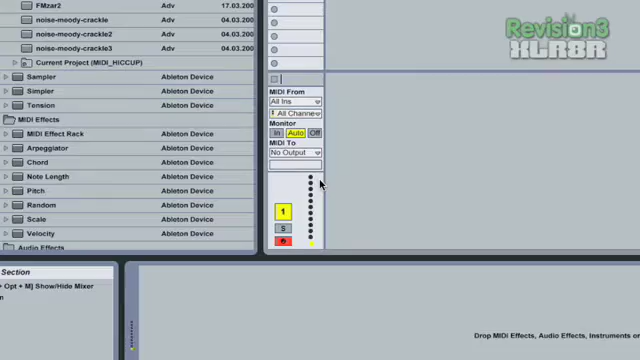 FMzar2 Adv 17.03.200
noise-moody-crackle Adv 04.03.200
noise-moody-crackle2 Adv 04.03.200
noise-moody-crackle3 Adv 04.03.200
Current Project (MIDI_HICCUP)
Sampler Ableton Device
Simpler Ableton Device
Tension Ableton Device
MIDI Effects
MIDI Effect Rack Ableton Device
Arpeggiator Ableton Device
Chord Ableton Device
Note Length Ableton Device
Pitch Ableton Device
Random Ableton Device
Scale Ableton Device
Velocity Ableton Device
Audio Effects
MIDI From
All Ins
All Channe
Monitor
In Auto Off
MIDI To
No Output
1
S
Revision3
XLR8R
Section
+ Opt + M] Show/Hide Mixer
Drop MIDI Effects, Audio Effects, Instruments or